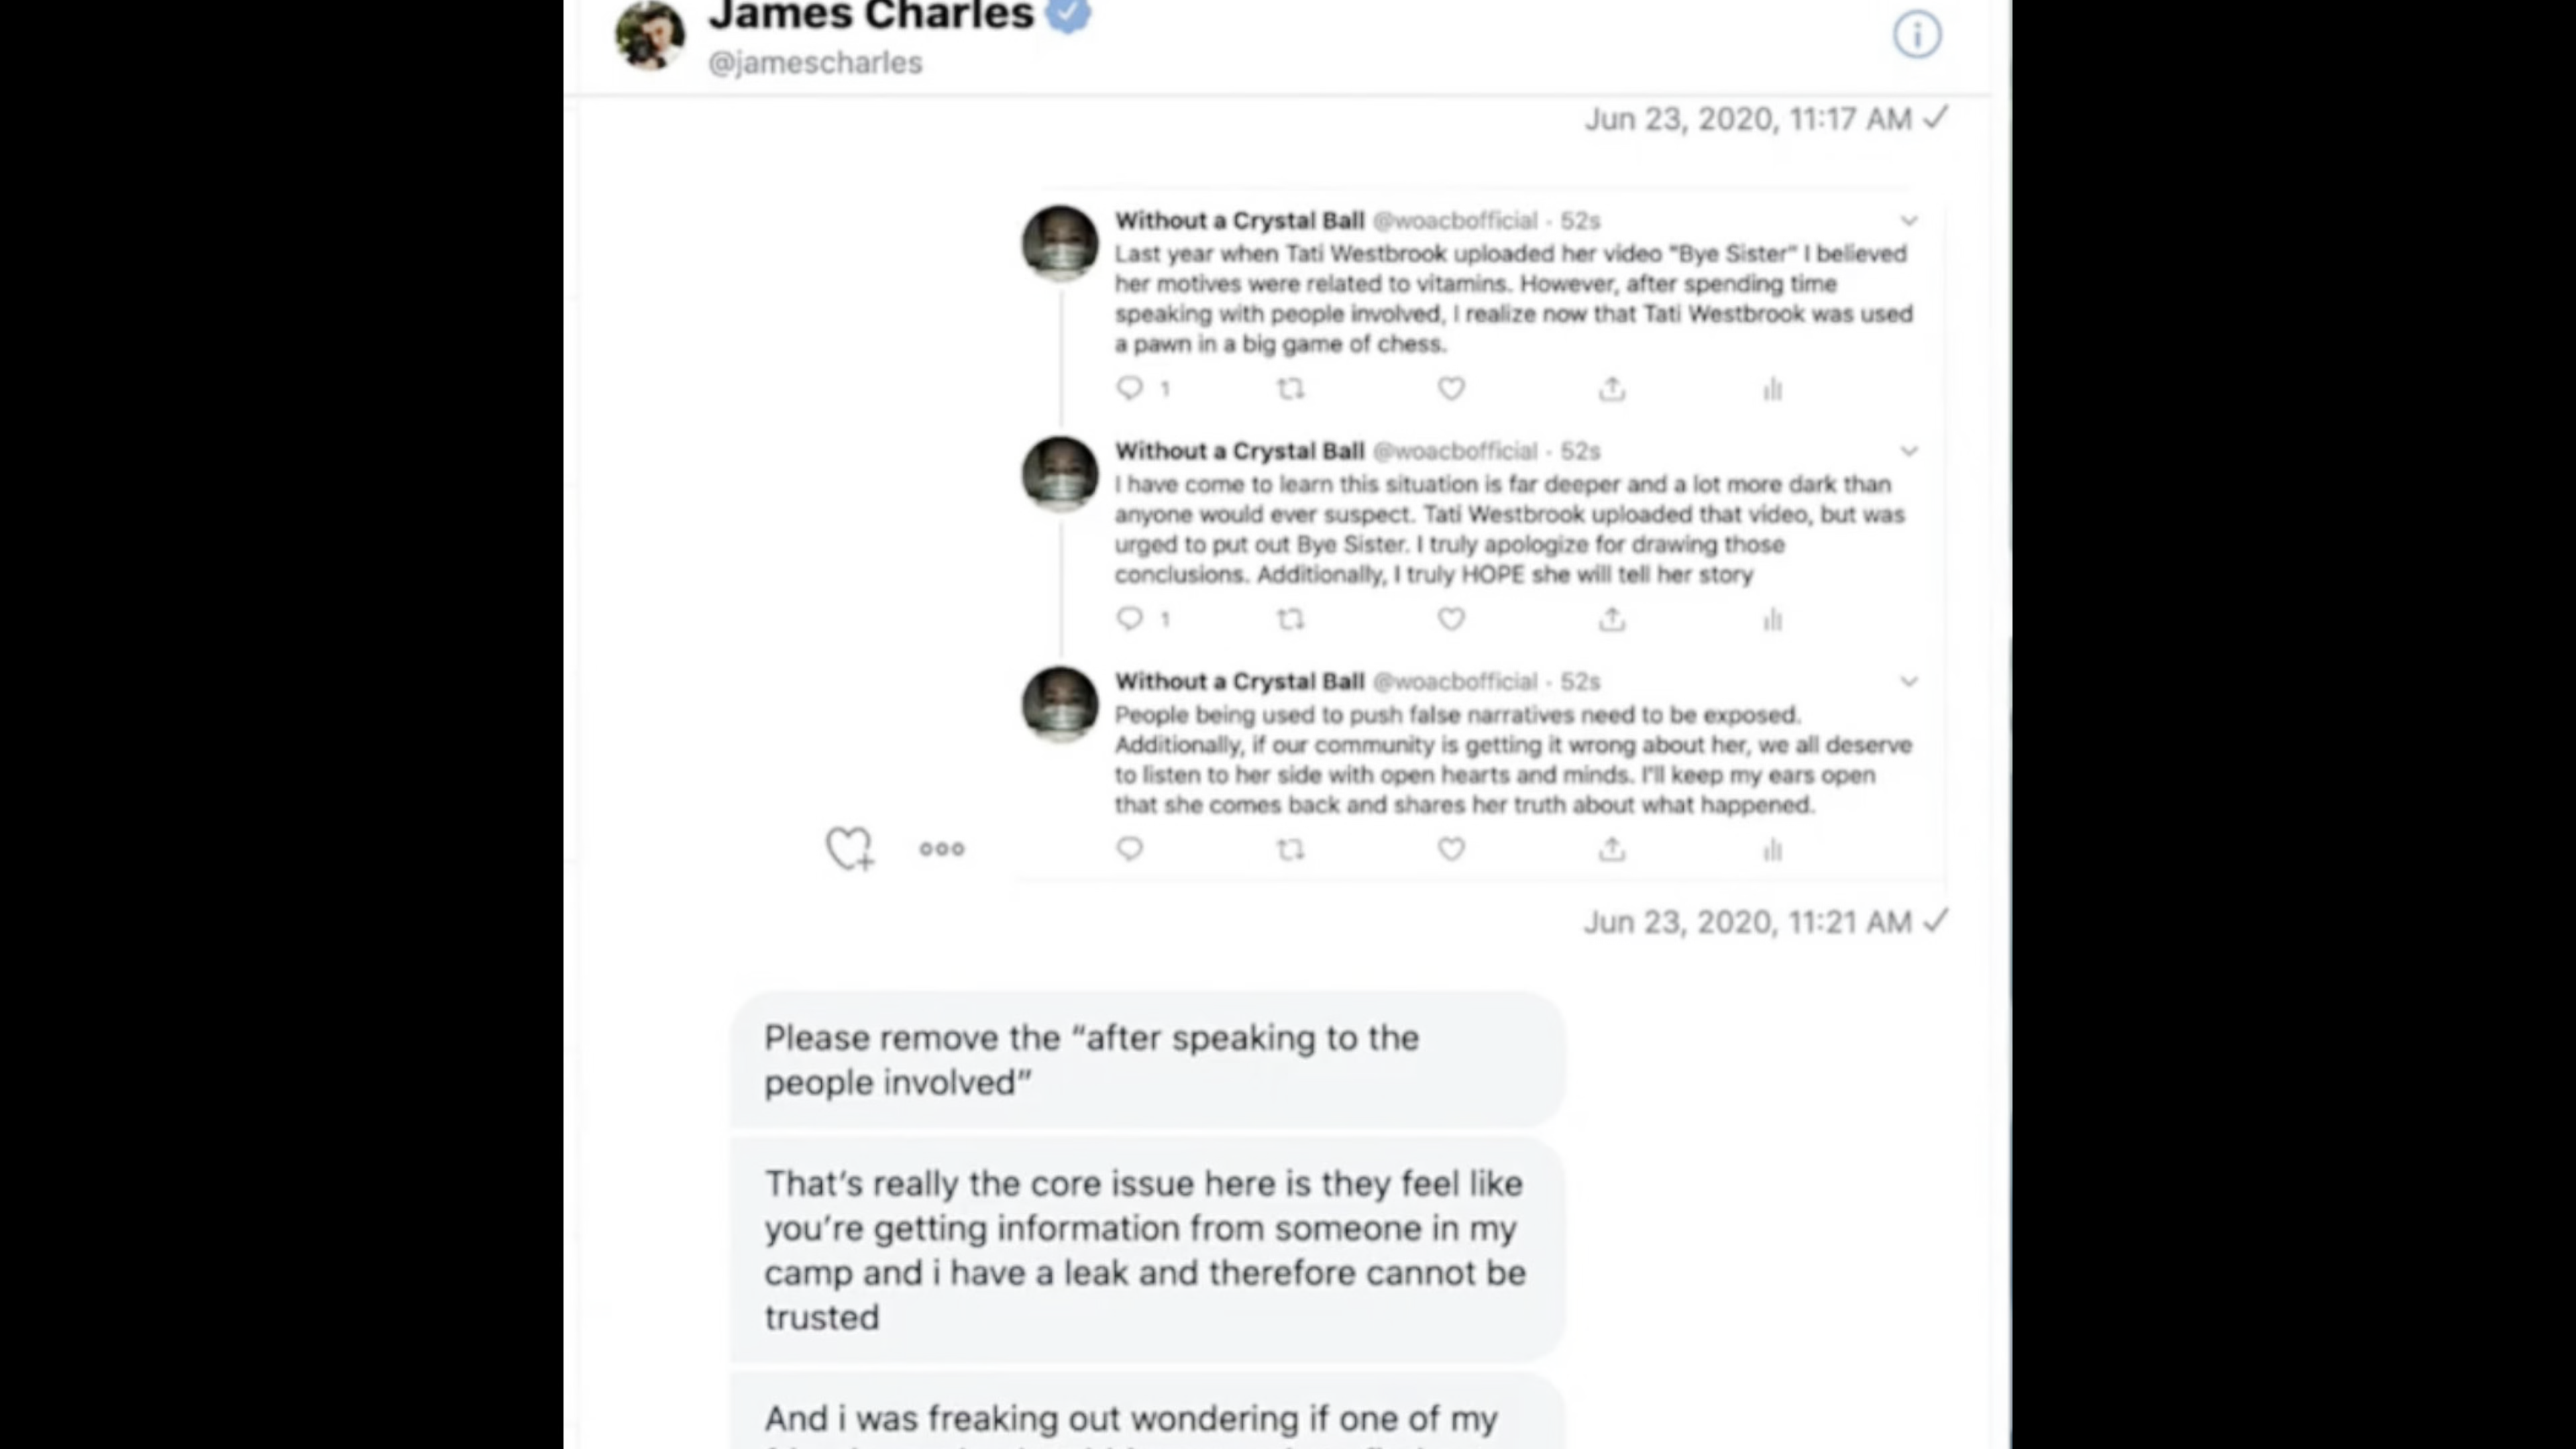 James Charles
@jamescharles
Jun 23, 2020, 11:17 AM
Without a Crystal Ball @woacbofficial · 52s
Last year when Tati Westbrook uploaded her video "Bye Sister" I believed
her motives were related to vitamins. However, after spending time
speaking with people involved, I realize now that Tati Westbrook was used
a pawn in a big game of chess.
1
Without a Crystal Ball @woacbofficial · 52s
I have come to learn this situation is far deeper and a lot more dark than
anyone would ever suspect. Tati Westbrook uploaded that video, but was
urged to put out Bye Sister. I truly apologize for drawing those
conclusions. Additionally, I truly HOPE she will tell her story
1
Without a Crystal Ball @woacbofficial · 52s
People being used to push false narratives need to be exposed.
Additionally, if our community is getting it wrong about her, we all deserve
to listen to her side with open hearts and minds. I'll keep my ears open
that she comes back and shares her truth about what happened.
Jun 23, 2020, 11:21 AM
Please remove the “after speaking to the
people involved”
That’s really the core issue here is they feel like
you’re getting information from someone in my
camp and i have a leak and therefore cannot be
trusted
And i was freaking out wondering if one of my